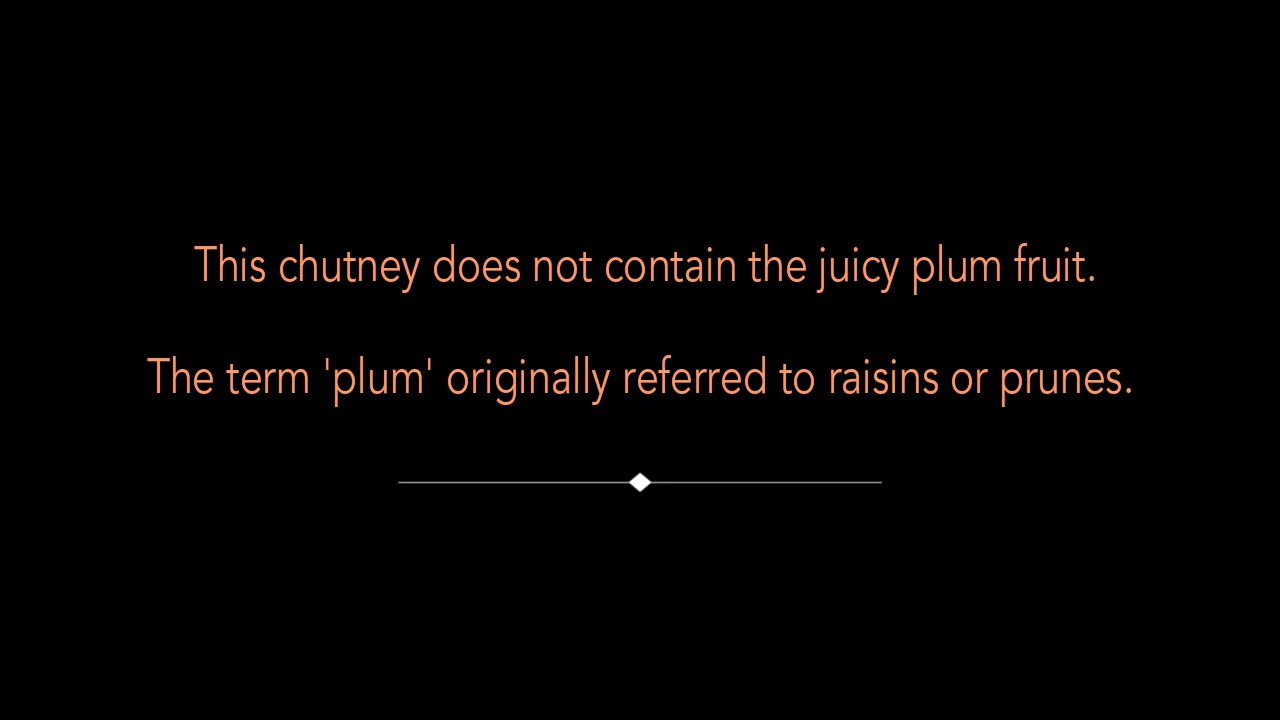 This chutney does not contain the juicy plum fruit.
The term 'plum' originally referred to raisins or prunes.